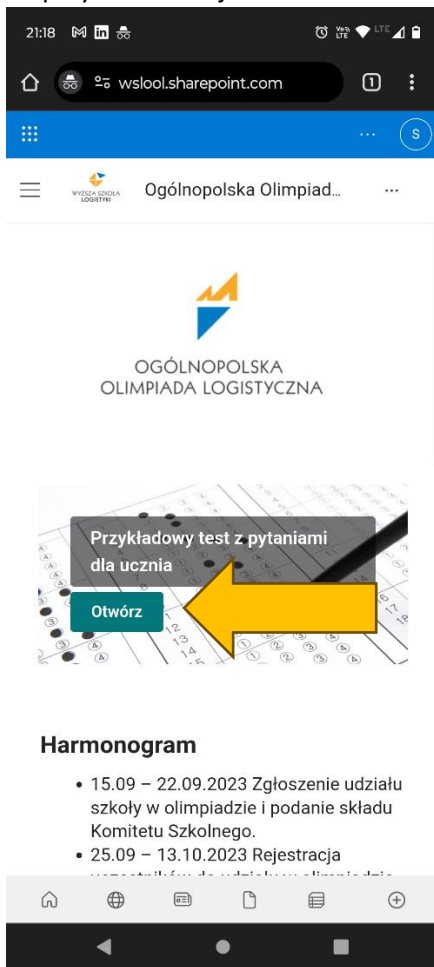 21:18
LTE
wslool.sharepoint.com
1
S
WYŻSZA SZKOŁA
LOGISTYKI
Ogólnopolska Olimpiad...
OGÓLNOPOLSKA
OLIMPIADA LOGISTYCZNA
Przykładowy test z pytaniami
dla ucznia
Otwórz
Harmonogram
• 15.09 – 22.09.2023 Zgłoszenie udziału
szkoły w olimpiadzie i podanie składu
Komitetu Szkolnego.
• 25.09 – 13.10.2023 Rejestracja